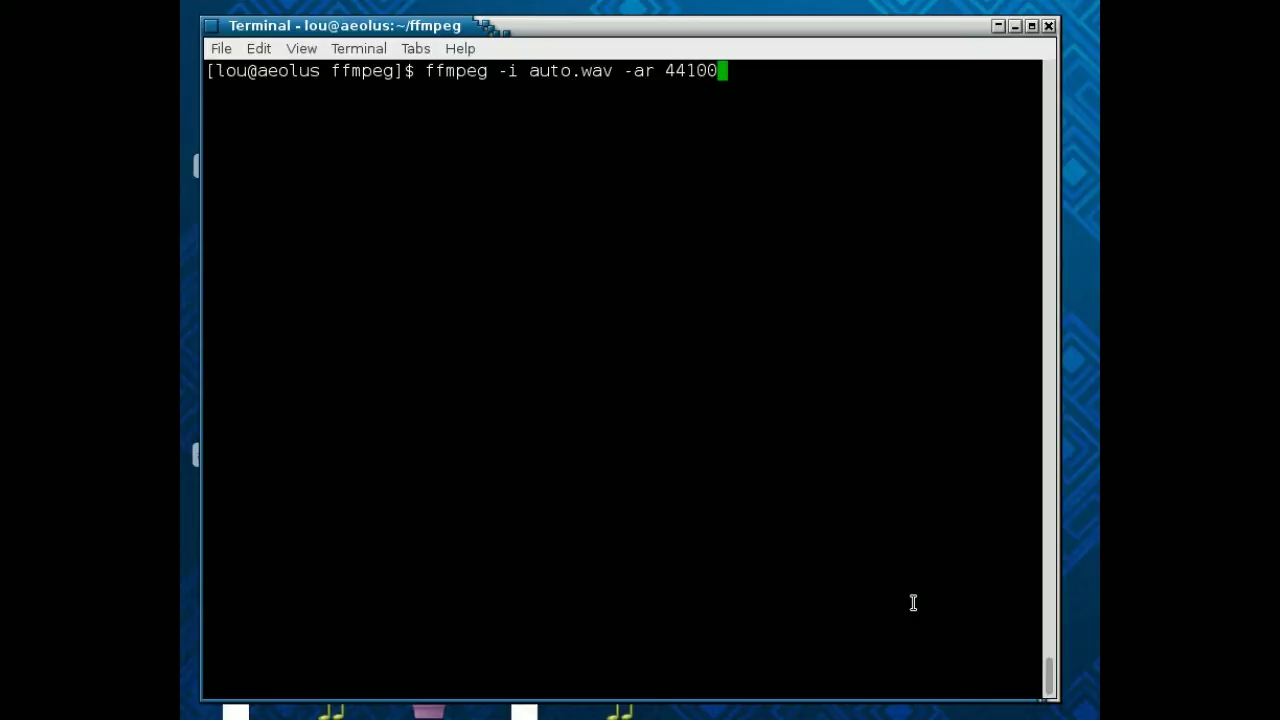 Terminal - lou@aeolus:~/ffmpeg
File Edit View Terminal Tabs Help
[lou@aeolus ffmpeg]$ ffmpeg -i auto.wav -ar 44100